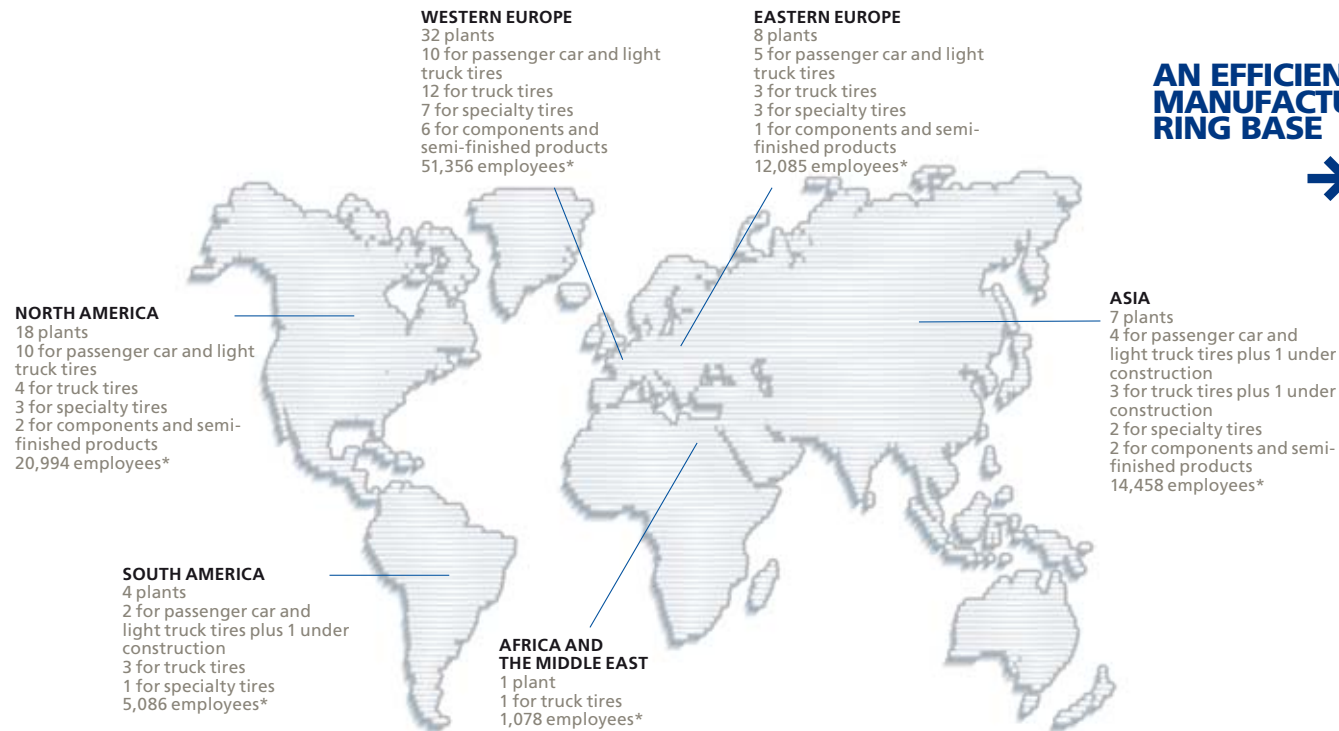 WESTERN EUROPE
32 plants
10 for passenger car and light
truck tires
12 for truck tires
7 for specialty tires
6 for components and
semi-finished products
51,356 employees*
EASTERN EUROPE
8 plants
5 for passenger car and light
truck tires
3 for truck tires
3 for specialty tires
1 for components and semi-
finished products
12,085 employees*
AN EFFICIEN
MANUFACTU
RING BASE
NORTH AMERICA
18 plants
10 for passenger car and light
truck tires
4 for truck tires
3 for specialty tires
2 for components and semi-
finished products
20,994 employees*
ASIA
7 plants
4 for passenger car and
light truck tires plus 1 under
construction
3 for truck tires plus 1 under
construction
2 for specialty tires
2 for components and semi-
finished products
14,458 employees*
SOUTH AMERICA
4 plants
2 for passenger car and
light truck tires plus 1 under
construction
3 for truck tires
1 for specialty tires
5,086 employees*
AFRICA AND
THE MIDDLE EAST
1 plant
1 for truck tires
1,078 employees*